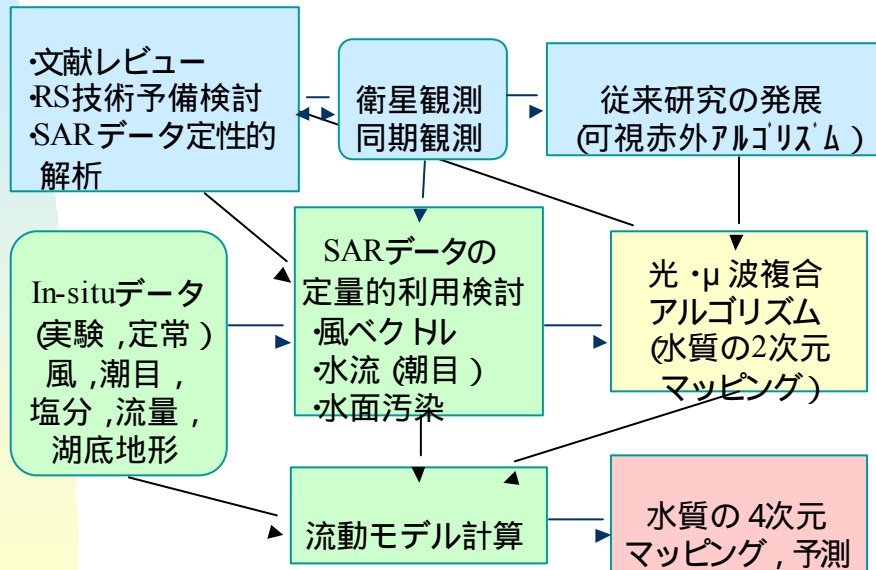 ・文献レビュー
・RS技術予備検討
・SARデータ定性的
解析
衛星観測
同期観測
従来研究の発展
(可視赤外アルゴリズム)
In-situデータ
(実験,定常)
風,潮目,
塩分,流量,
湖底地形
SARデータの
定量的利用検討
・風ベクトル
・水流(潮目)
・水面汚染
光・μ波複合
アルゴリズム
(水質の2次元
マッピング)
流動モデル計算
水質の4次元
マッピング,予測